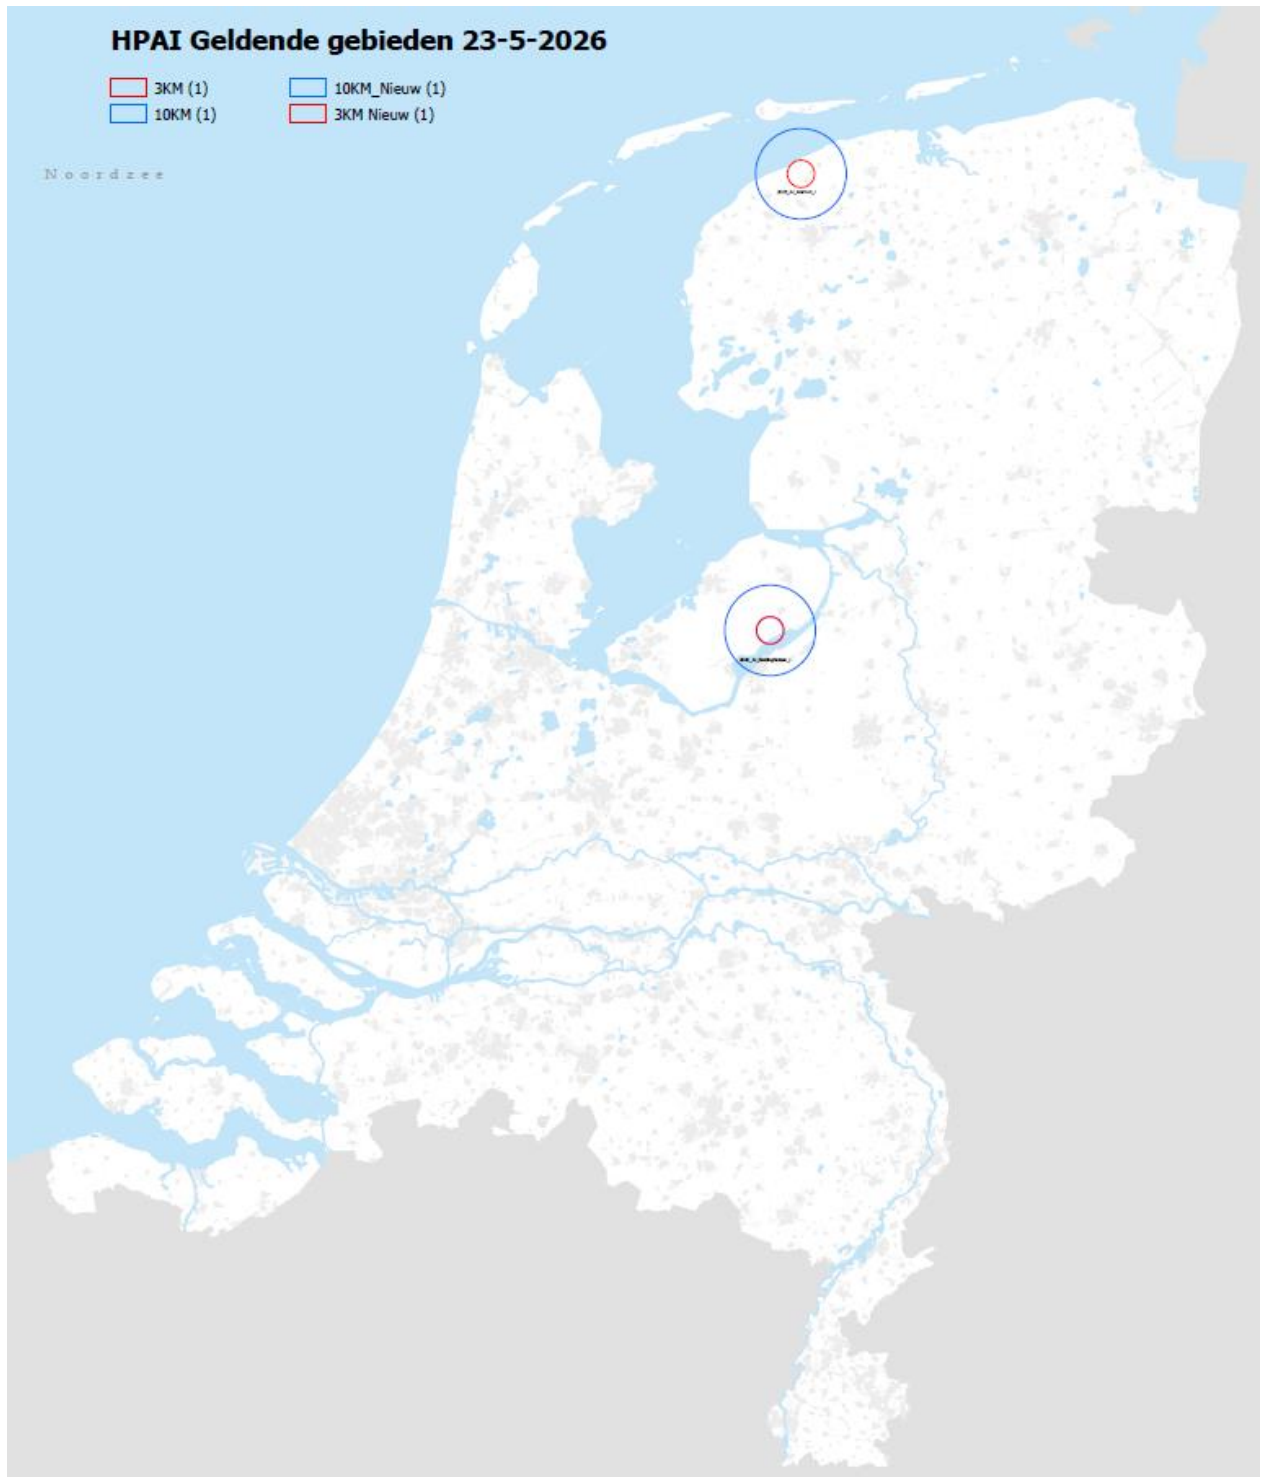 HPAI Geldende gebieden 23-5-2026
3KM (1)
10KM_Nieuw (1)
10KM (1)
3KM Nieuw (1)
Noordzee